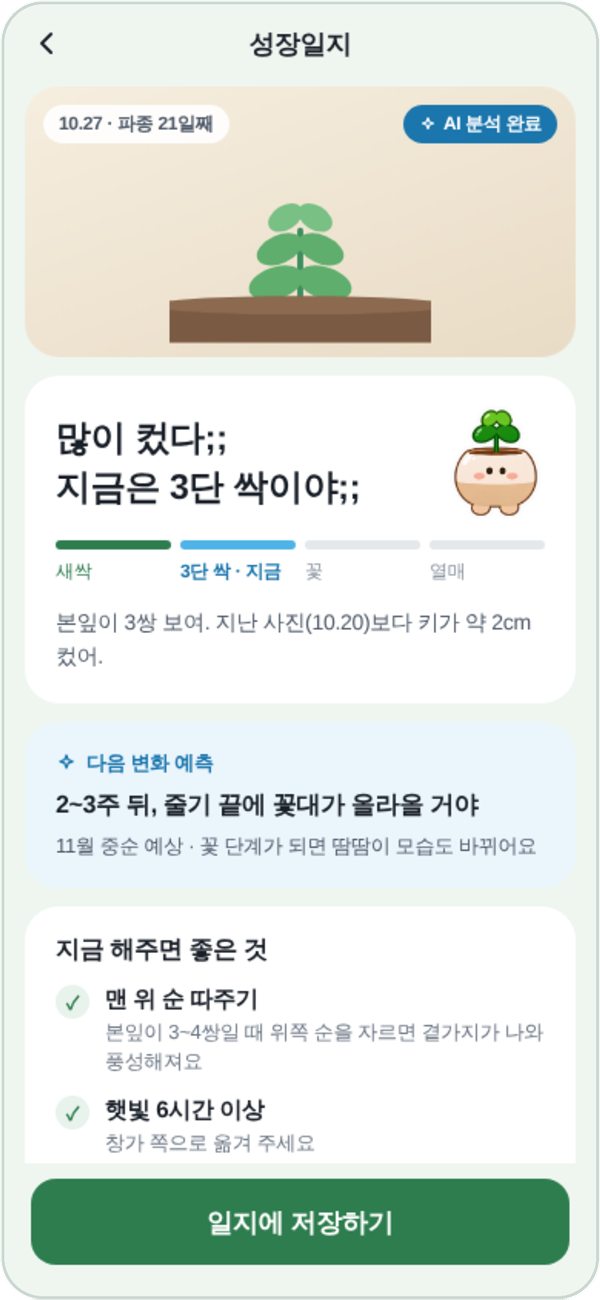 성장일지
10.27 · 파종 21일째
AI 분석 완료
많이 컸다;;
지금은 3단 싹이야;;
새싹
3단 싹 · 지금
꽃
열매
본잎이 3쌍 보여. 지난 사진(10.20)보다 키가 약 2cm
컸어.
다음 변화 예측
2~3주 뒤, 줄기 끝에 꽃대가 올라올 거야
11월 중순 예상 · 꽃 단계가 되면 땀땀이 모습도 바뀌어요
지금 해주면 좋은 것
맨 위 순 따주기
본잎이 3~4쌍일 때 위쪽 순을 자르면 곁가지가 나와
풍성해져요
햇빛 6시간 이상
창가 쪽으로 옮겨 주세요
일지에 저장하기